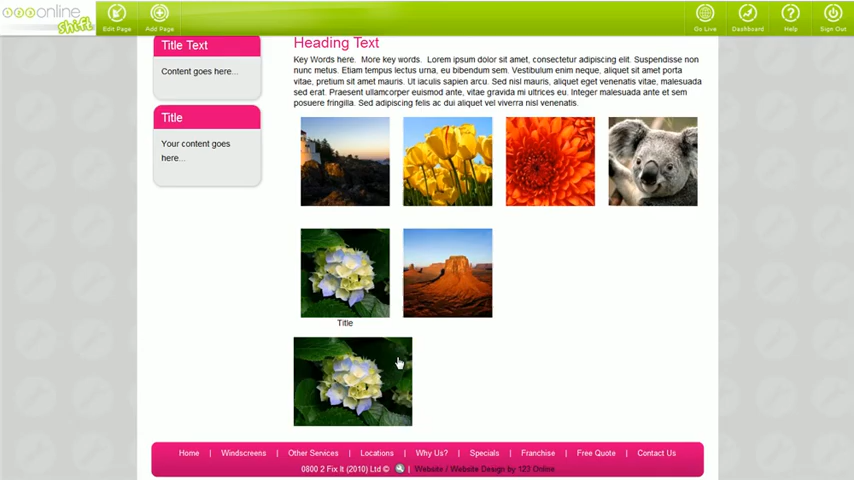 123 online
shift
Edit Page
Add Page
Go Live
Dashboard
Help
Sign Out
Title Text
Content goes here...
Title
Your content goes
here...
Heading Text
Key Words here.  More key words.  Lorem ipsum dolor sit amet, consectetur adipiscing elit. Suspendisse non
nunc metus. Etiam tempus lectus urna, eu bibendum sem. Vestibulum enim neque, aliquet sit amet porta
vitae, pretium sit amet mauris. Ut iaculis sapien arcu. Sed nisl mauris, aliquet eget venenatis vitae, malesuada
sed erat. Praesent ullamcorper euismod ante, vitae gravida mi ultrices eu. Integer malesuada ante et sem
posuere fringilla. Sed adipiscing felis ac dui aliquet vel viverra nisl venenatis.
Title
Home | Windscreens | Other Services | Locations | Why Us? | Specials | Franchise | Free Quote | Contact Us
0800 2 Fix It (2010) Ltd © | Website / Website Design by 123 Online